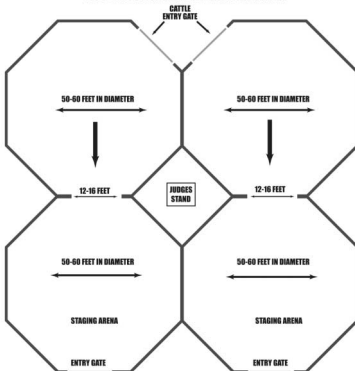 CATTLE
ENTRY GATE
50-60 FEET IN DIAMETER
50-60 FEET IN DIAMETER
12-16 FEET
JUDGES
STAND
12-16 FEET
50-60 FEET IN DIAMETER
50-60 FEET IN DIAMETER
STAGING ARENA
STAGING ARENA
ENTRY GATE
ENTRY GATE